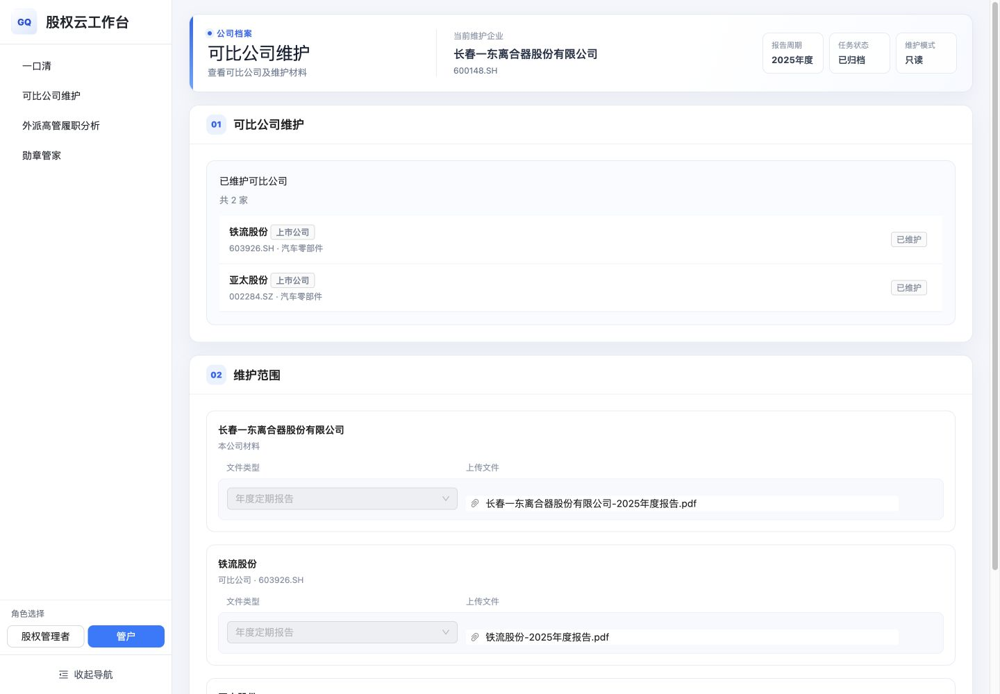 GQ 股权云工作台
一口清
可比公司维护
外派高管履职分析
勋章管家
角色选择
股权管理者 管户
收起导航
公司档案
可比公司维护
查看可比公司及维护材料
当前维护企业
长春一东离合器股份有限公司
600148.SH
报告周期
2025年度
任务状态
已归档
维护模式
只读
01 可比公司维护
已维护可比公司
共 2 家
铁流股份 上市公司
603926.SH · 汽车零部件
已维护
亚太股份 上市公司
002284.SZ · 汽车零部件
已维护
02 维护范围
长春一东离合器股份有限公司
本公司材料
文件类型 上传文件
年度定期报告 长春一东离合器股份有限公司-2025年度报告.pdf
铁流股份
可比公司 · 603926.SH
文件类型 上传文件
年度定期报告 铁流股份-2025年度报告.pdf